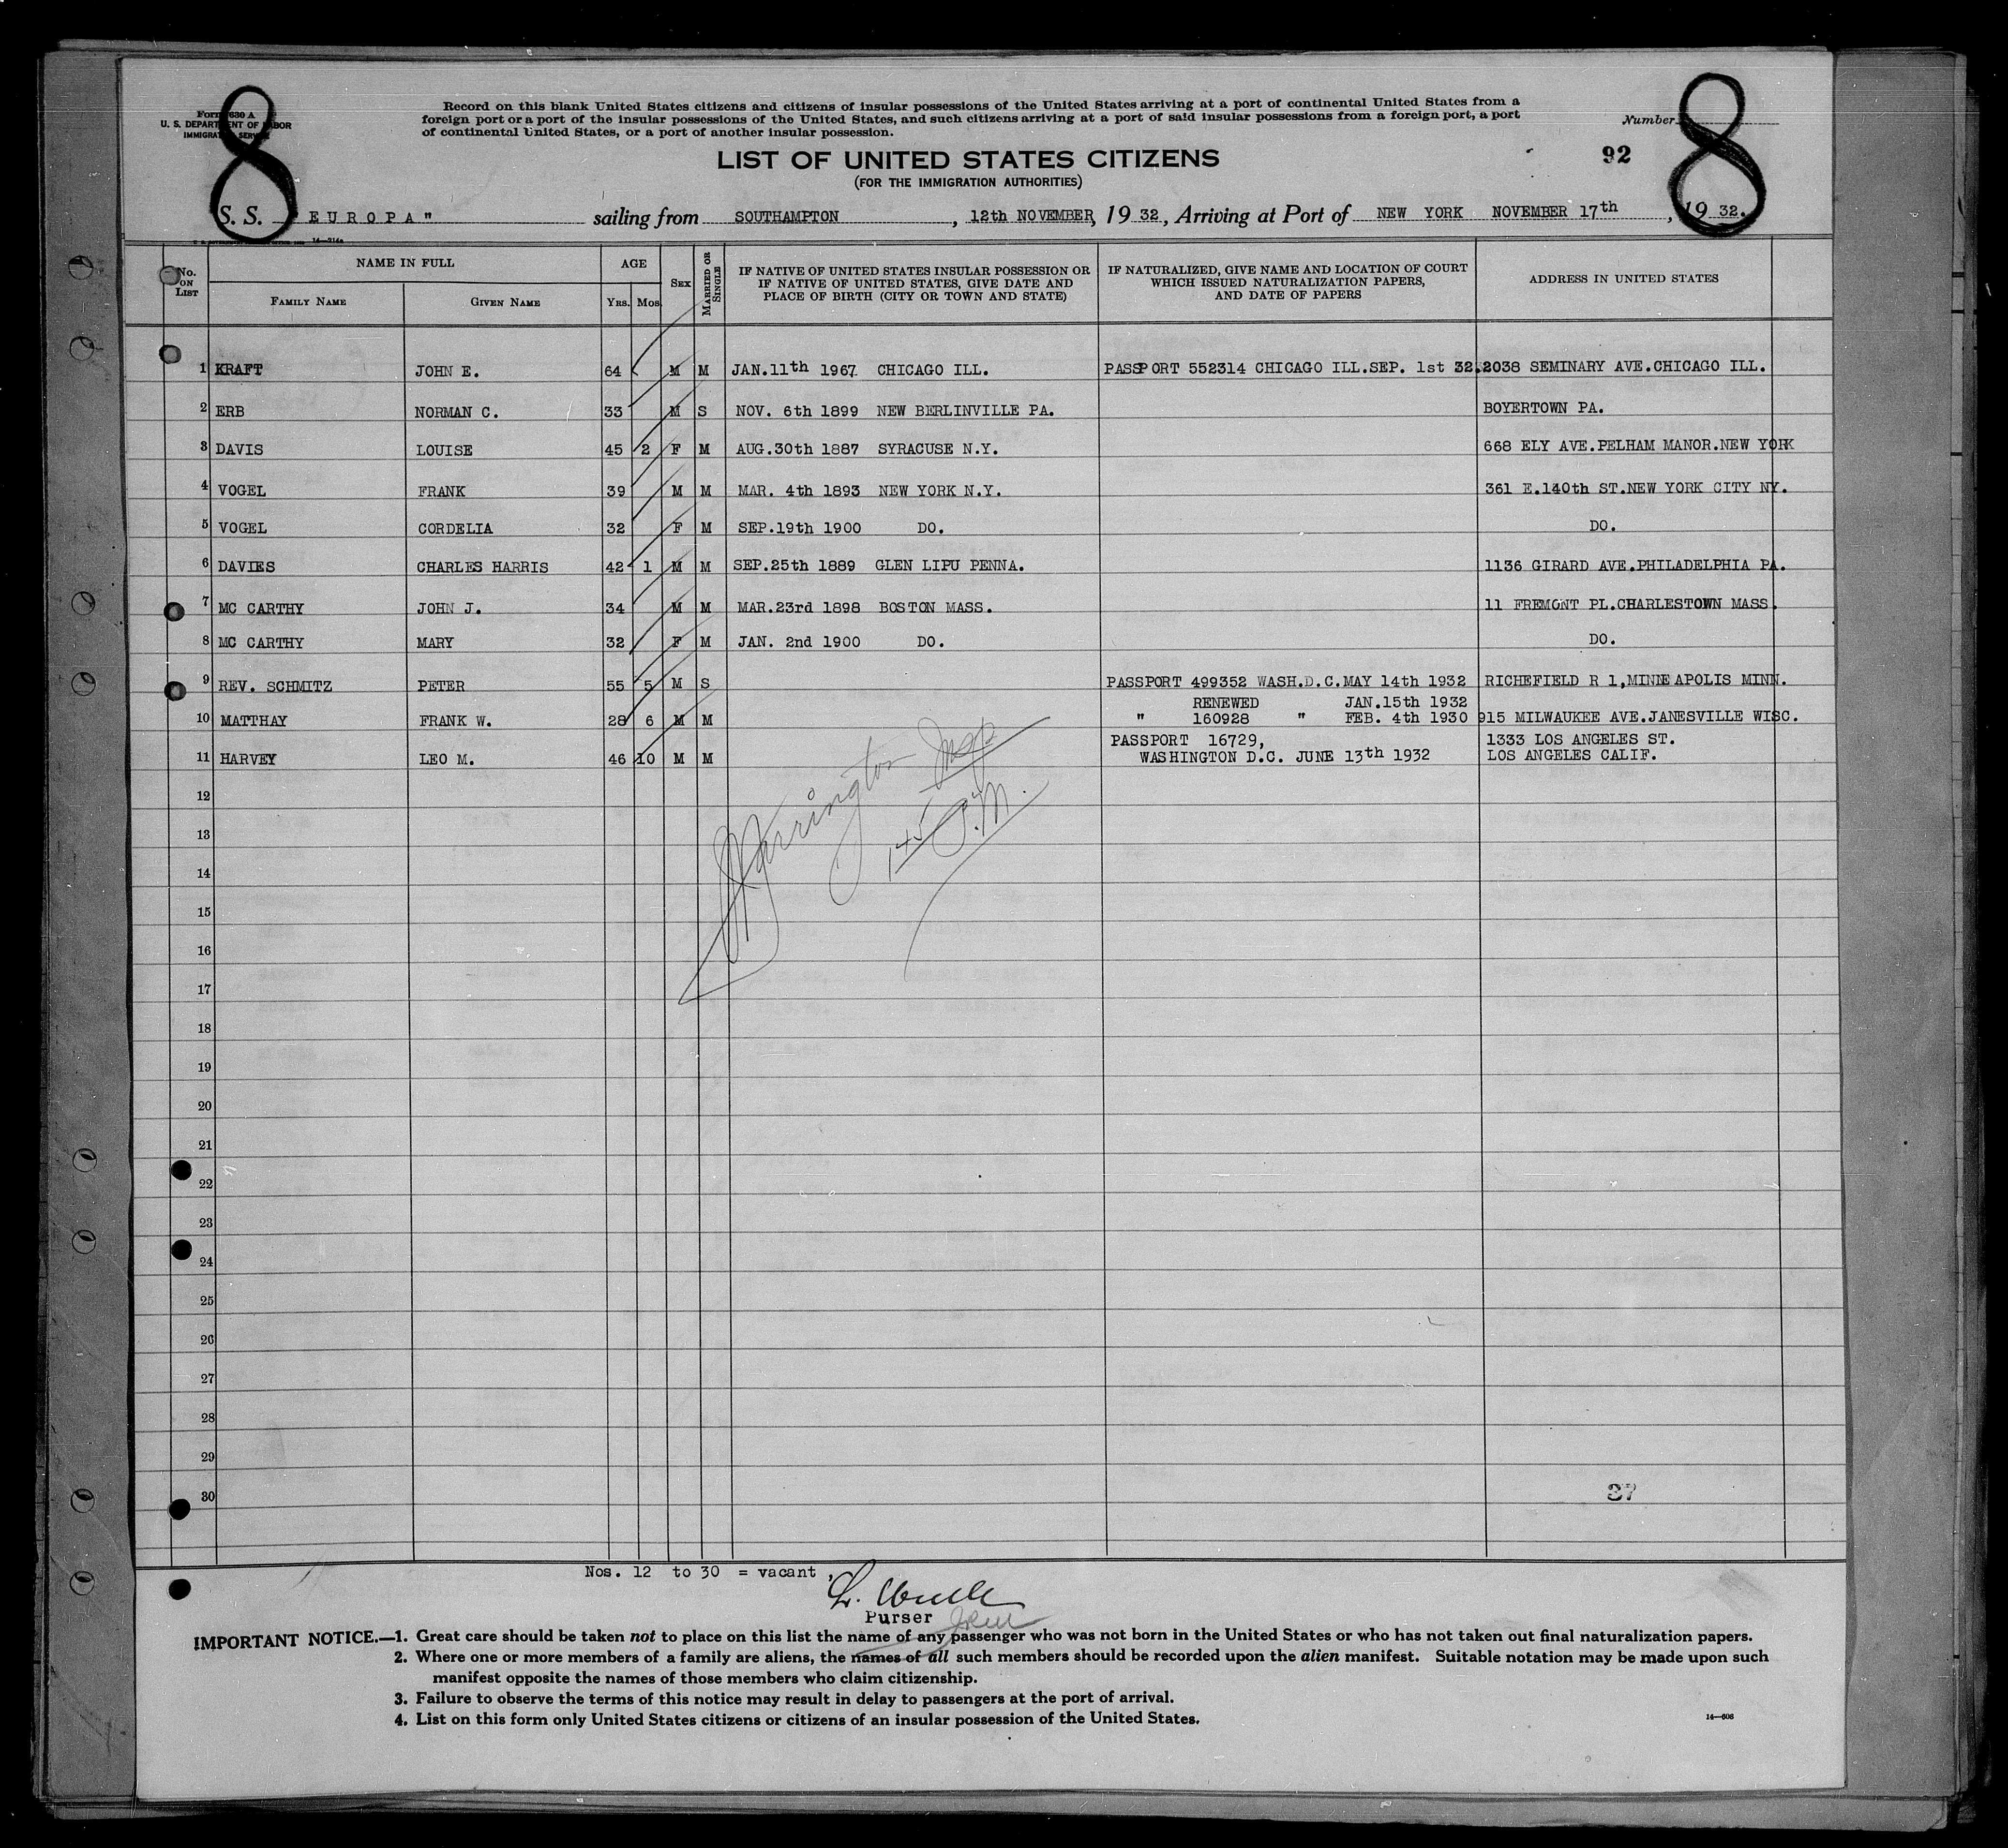 Form 630 A
U. S. DEPARTMENT OF LABOR
IMMIGRATION SERVICE
8
8
Record on this blank United States citizens and citizens of insular possessions of the United States arriving at a port of continental United States from a
foreign port or a port of the insular possessions of the United States, and such citizens arriving at a port of said insular possessions from a foreign port, a port
of continental United States, or a port of another insular possession.
Number
92
LIST OF UNITED STATES CITIZENS
(FOR THE IMMIGRATION AUTHORITIES)
S. S. "EUROPA" sailing from SOUTHAMPTON, 12th NOVEMBER, 1932, Arriving at Port of NEW YORK NOVEMBER 17th, 1932.
14—214a
No. ON LIST
NAME IN FULL
FAMILY NAME GIVEN NAME
AGE
YRS. MOS.
SEX
MARRIED OR SINGLE
IF NATIVE OF UNITED STATES INSULAR POSSESSION OR
IF NATIVE OF UNITED STATES, GIVE DATE AND
PLACE OF BIRTH (CITY OR TOWN AND STATE)
IF NATURALIZED, GIVE NAME AND LOCATION OF COURT
WHICH ISSUED NATURALIZATION PAPERS,
AND DATE OF PAPERS
ADDRESS IN UNITED STATES
1 KRAFT JOHN E. 64 M M JAN.11th 1967 CHICAGO ILL. PASSPORT 552314 CHICAGO ILL.SEP. 1st 32. 2038 SEMINARY AVE.CHICAGO ILL.
2 ERB NORMAN C. 33 M S NOV. 6th 1899 NEW BERLINVILLE PA. BOYERTOWN PA.
3 DAVIS LOUISE 45 2 F M AUG.30th 1887 SYRACUSE N.Y. 668 ELY AVE.PELHAM MANOR.NEW YORK
4 VOGEL FRANK 39 M M MAR. 4th 1893 NEW YORK N.Y. 361 E.140th ST.NEW YORK CITY NY.
5 VOGEL CORDELIA 32 F M SEP.19th 1900 DO. DO.
6 DAVIES CHARLES HARRIS 42 1 M M SEP.25th 1889 GLEN LIPU PENNA. 1136 GIRARD AVE.PHILADELPHIA PA.
7 MC CARTHY JOHN J. 34 M M MAR.23rd 1898 BOSTON MASS. 11 FREMONT PL.CHARLESTOWN MASS.
8 MC CARTHY MARY 32 F M JAN. 2nd 1900 DO. DO.
9 REV. SCHMITZ PETER 55 5 M S PASSPORT 499352 WASH.D.C.MAY 14th 1932 RICHEFIELD R 1,MINNEAPOLIS MINN.
RENEWED JAN.15th 1932
10 MATTHAY FRANK W. 28 6 M M " 160928 " FEB. 4th 1930 915 MILWAUKEE AVE.JANESVILLE WISC.
PASSPORT 16729, 1333 LOS ANGELES ST.
11 HARVEY LEO M. 46 10 M M WASHINGTON D.C. JUNE 13th 1932 LOS ANGELES CALIF.
12
13
14
15
16
17
18
19
20
21
22
23
24
25
26
27
28
29
30
145 P.M.
37
Nos. 12 to 30 = vacant,
Purser
IMPORTANT NOTICE.—1. Great care should be taken not to place on this list the name of any passenger who was not born in the United States or who has not taken out final naturalization papers.
2. Where one or more members of a family are aliens, the names of all such members should be recorded upon the alien manifest. Suitable notation may be made upon such
manifest opposite the names of those members who claim citizenship.
3. Failure to observe the terms of this notice may result in delay to passengers at the port of arrival.
4. List on this form only United States citizens or citizens of an insular possession of the United States.
14—608